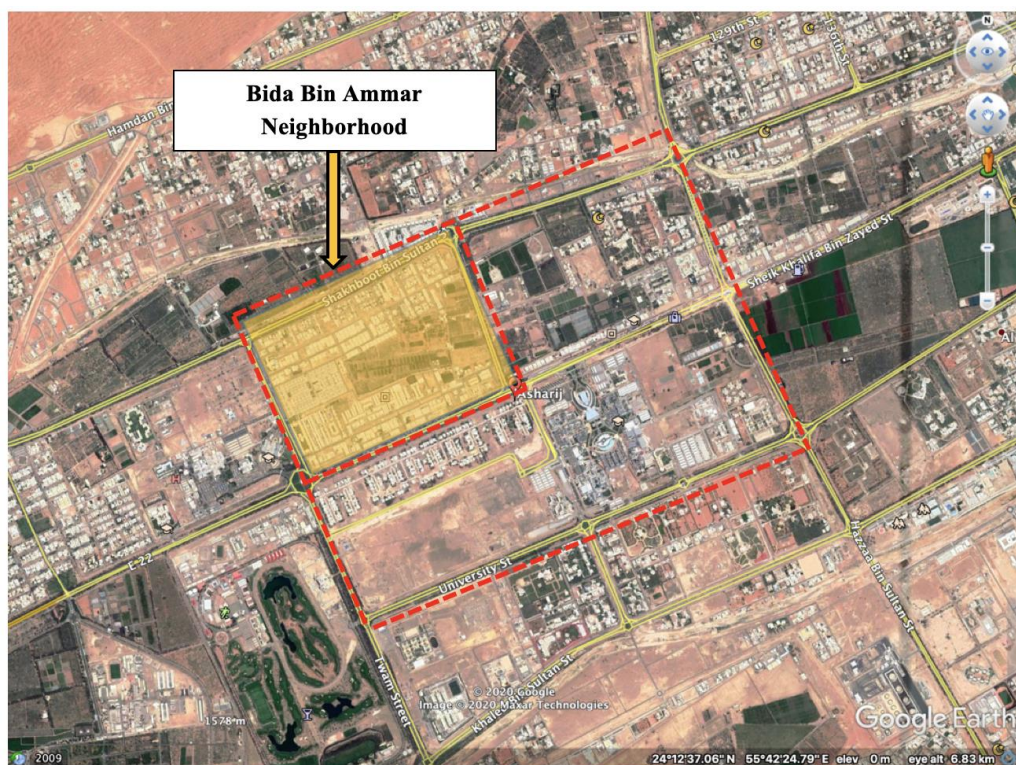 129th St
136th St
N
Hamdan Bin
Bida Bin Ammar
Neighborhood
Sheik Khalifa Bin Zayed St
Shakhboot Bin Sultan
Asharij
H
E 22
University St
Hazzaa Bin Sultan St
Twam Street
Khaled Bin Sultan St
© 2020 Google
Image © 2020 Maxar Technologies
1578 m
Google Earth
2009
24°12'37.06" N 55°42'24.79" E elev 0 m eye alt 6.83 km